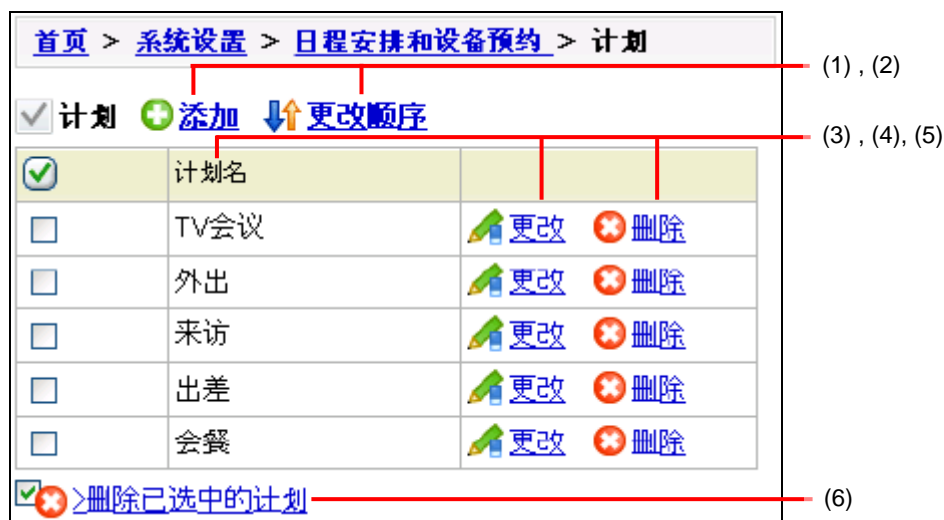 首页 > 系统设置 > 日程安排和设备预约 > 计划
(1) , (2)
计划 添加 更改顺序
(3) , (4), (5)
计划名
TV会议 更改 删除
外出 更改 删除
来访 更改 删除
出差 更改 删除
会餐 更改 删除
>删除已选中的计划
(6)